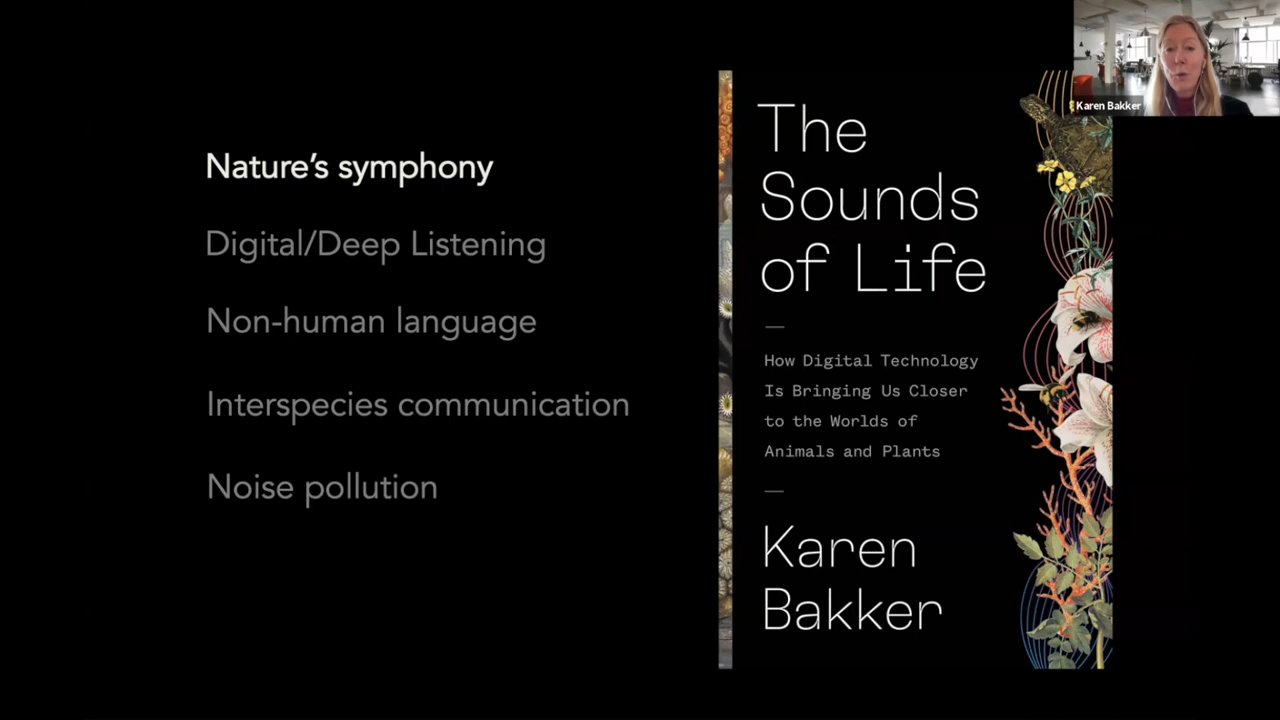 Nature's symphony
Digital/Deep Listening
Non-human language
Interspecies communication
Noise pollution
The
Sounds
of Life
How Digital Technology
Is Bringing Us Closer
to the Worlds of
Animals and Plants
Karen
Bakker
Karen Bakker